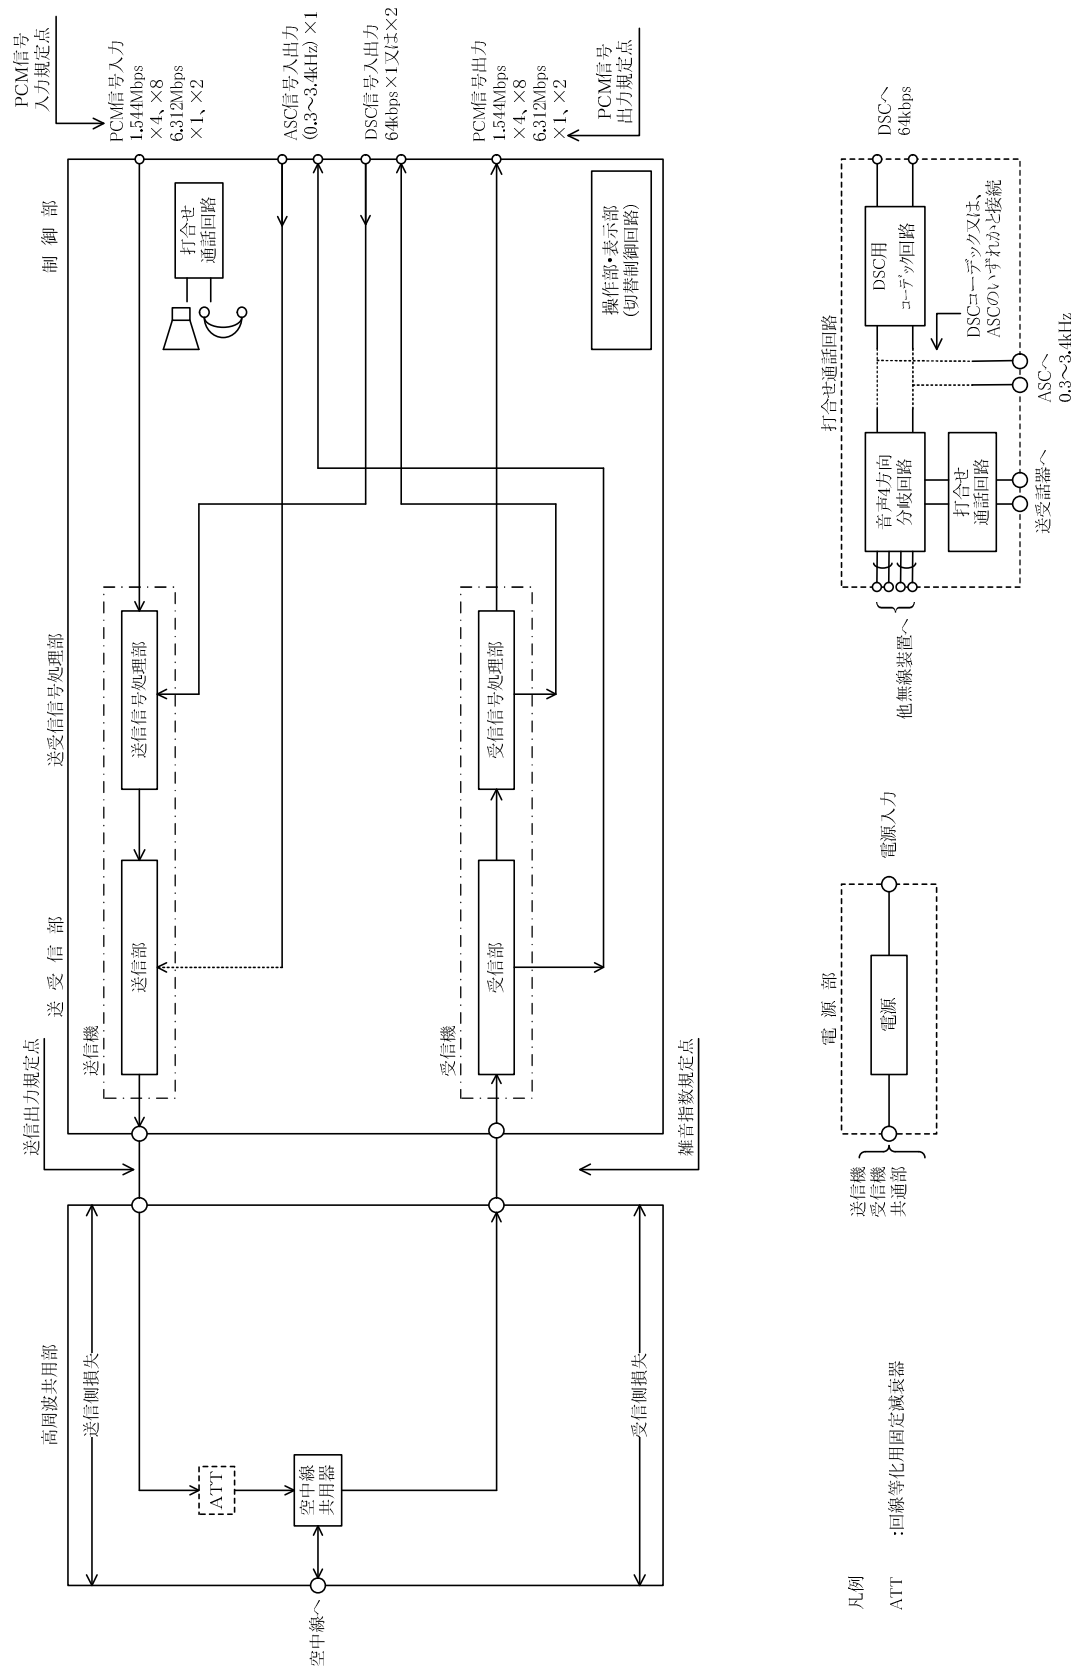 高周波共用部
送信側損失
ATT
空中線
共用器
空中線へ
受信側損失
送信出力規定点
雑音指数規定点
送 受 信 部
送信機
送信部
受信機
受信部
送受信信号処理部
送信信号処理部
受信信号処理部
制 御 部
打合せ
通話回路
操作部・表示部
(切替制御回路)
PCM信号
入力規定点
PCM信号入力
1.544Mbps
×4、×8
6.312Mbps
×1、×2
ASC信号入出力
(0.3〜3.4kHz)×1
DSC信号入出力
64kbps×1又は×2
PCM信号出力
1.544Mbps
×4、×8
6.312Mbps
×1、×2
PCM信号
出力規定点
凡例
ATT
:回線等化用固定減衰器
電 源 部
電源
電源入力
送信機
受信機
共通部
打合せ通話回路
他無線装置へ
音声4方向
分岐回路
打合せ
通話回路
送受話器へ
DSC用
コーデック回路
DSCコーデック又は、
ASCのいずれかと接続
DSCへ
64kbps
ASCへ
0.3〜3.4kHz